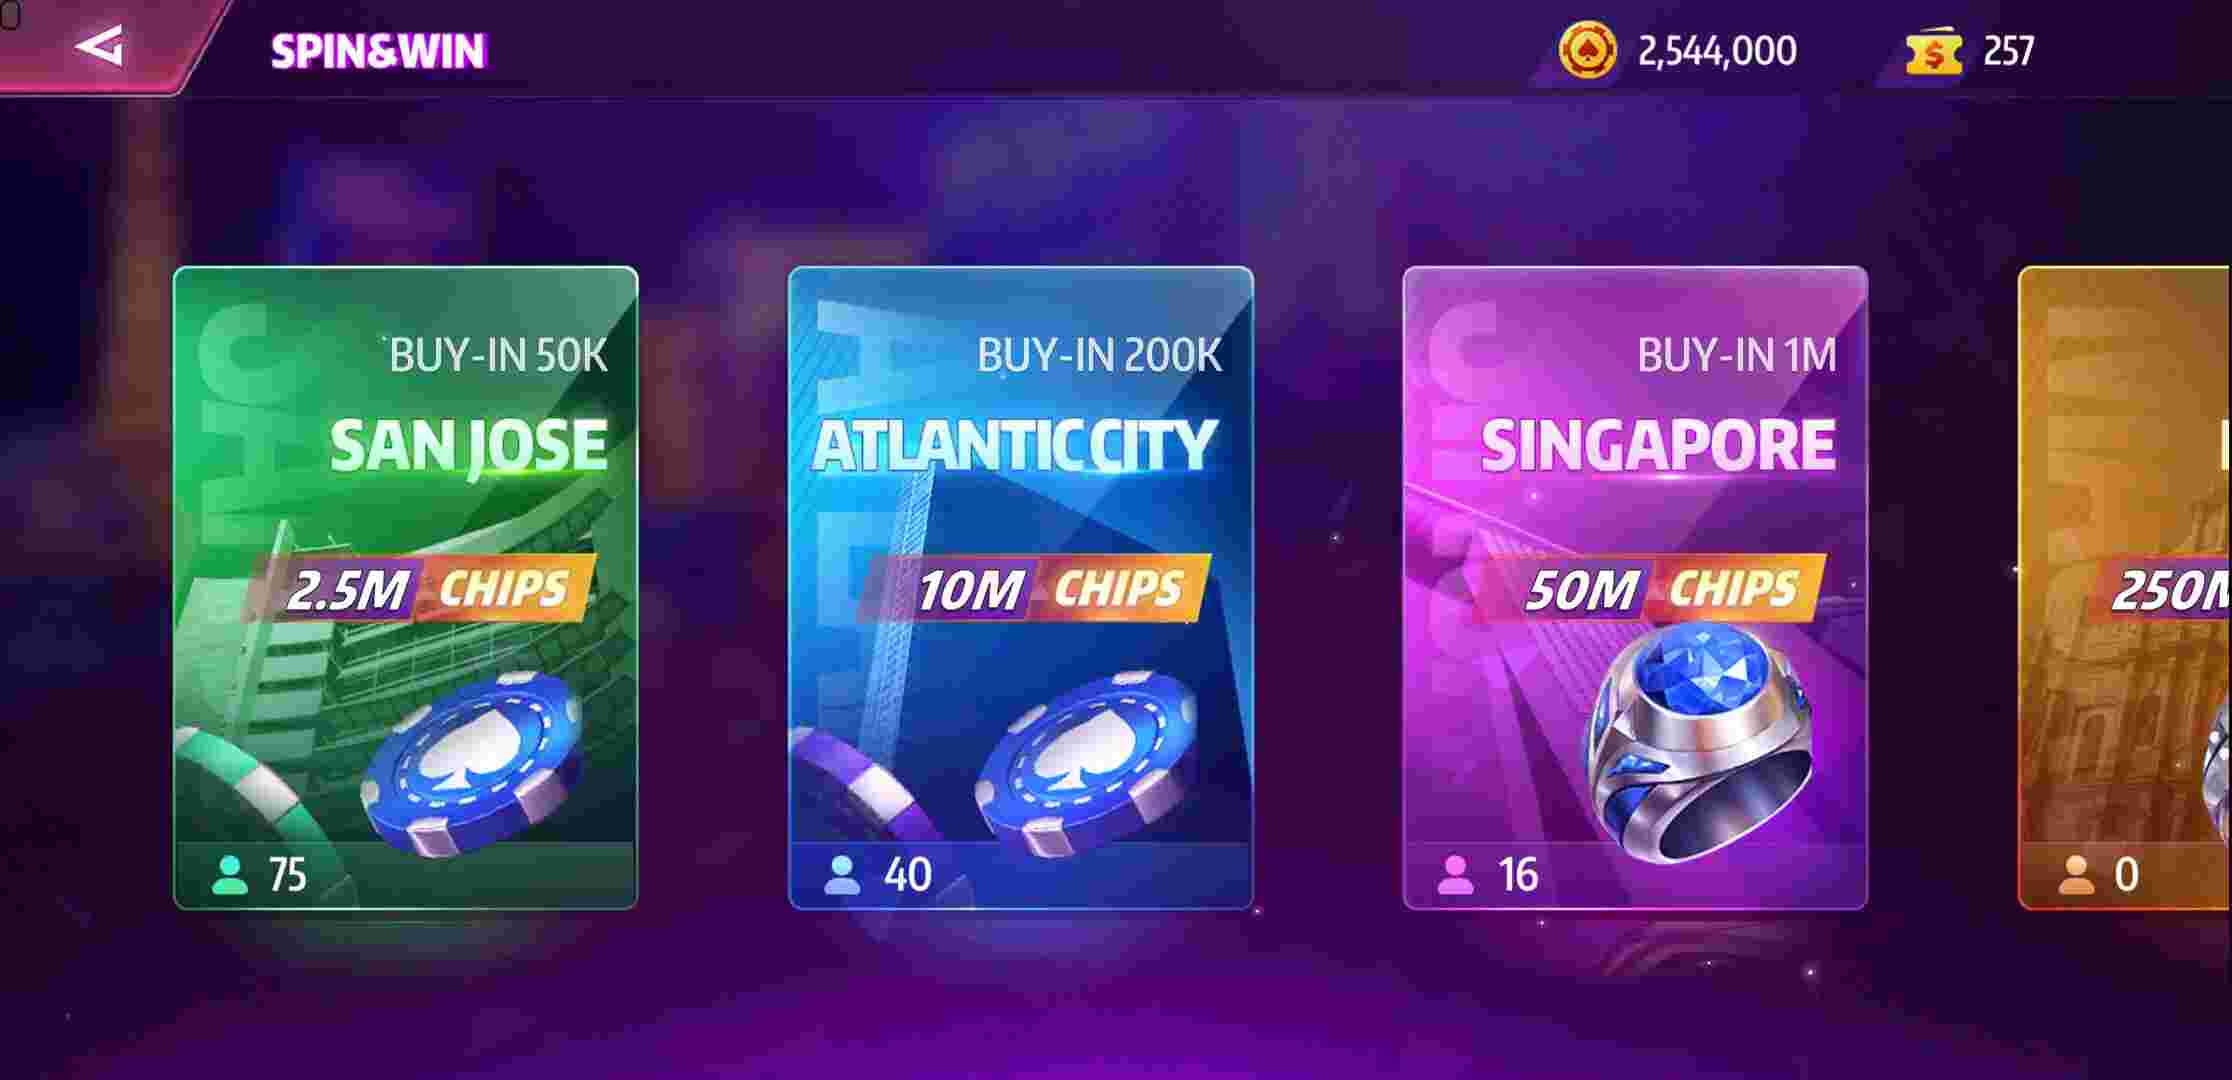 SPIN&WIN
2,544,000
257
BUY-IN 50K
SAN JOSE
2.5M CHIPS
75
BUY-IN 200K
ATLANTIC CITY
10M CHIPS
40
BUY-IN 1M
SINGAPORE
50M CHIPS
16
250M
0